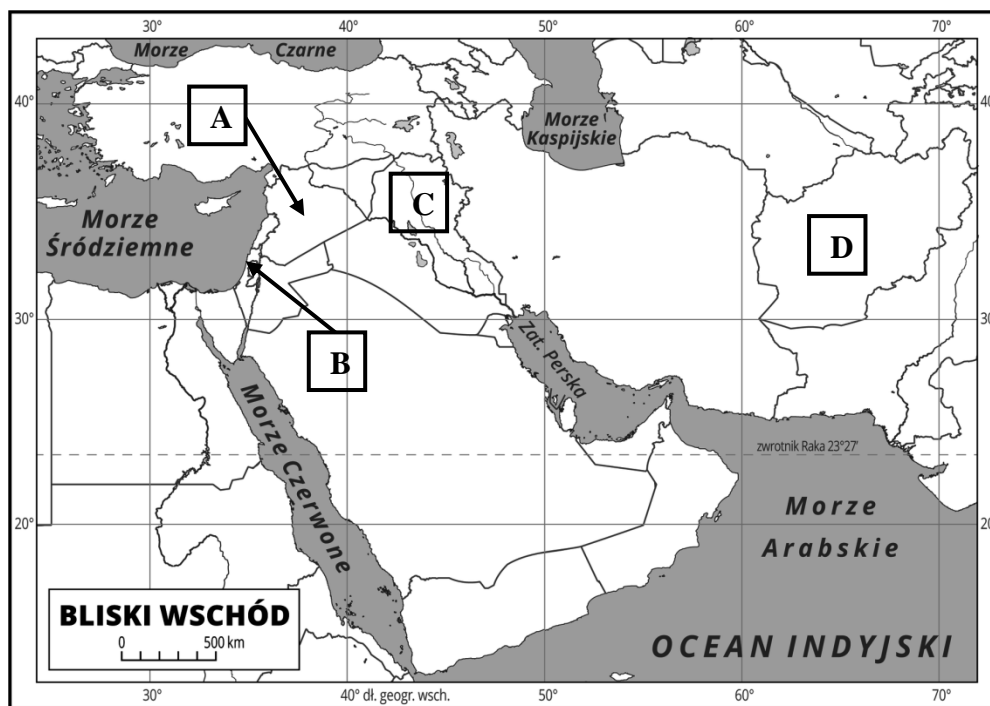 30°
40°
50°
60°
70°
Morze
Czarne
40°
40
A
Morze
Kaspijskie
C
Morze
Śródziemne
D
30°
30
B
Zat. Perska
Morze Czerwone
zwrotnik Raka 23°27'
20°
20
Morze
Arabskie
BLISKI WSCHÓD
0 500 km
OCEAN INDYJSKI
30°
40° dł. geogr. wsch.
50°
60°
70°